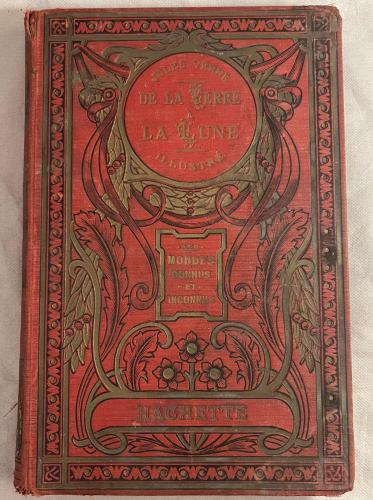 JULES VERNE
DE LA TERRE
A
LA LUNE
ILLUSTRÉ
LES
MONDES
CONNUS
ET
INCONNUS
HACHETTE